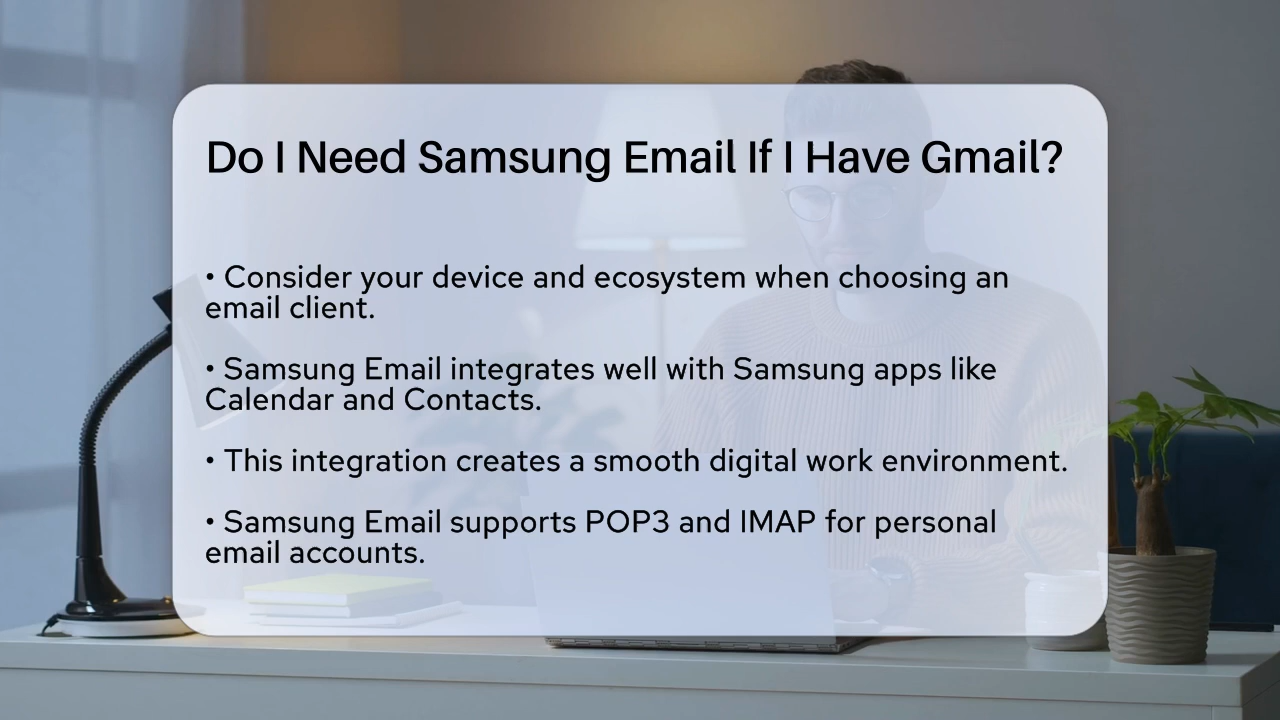 Do I Need Samsung Email If I Have Gmail?
• Consider your device and ecosystem when choosing an
email client.
• Samsung Email integrates well with Samsung apps like
Calendar and Contacts.
• This integration creates a smooth digital work environment.
• Samsung Email supports POP3 and IMAP for personal
email accounts.